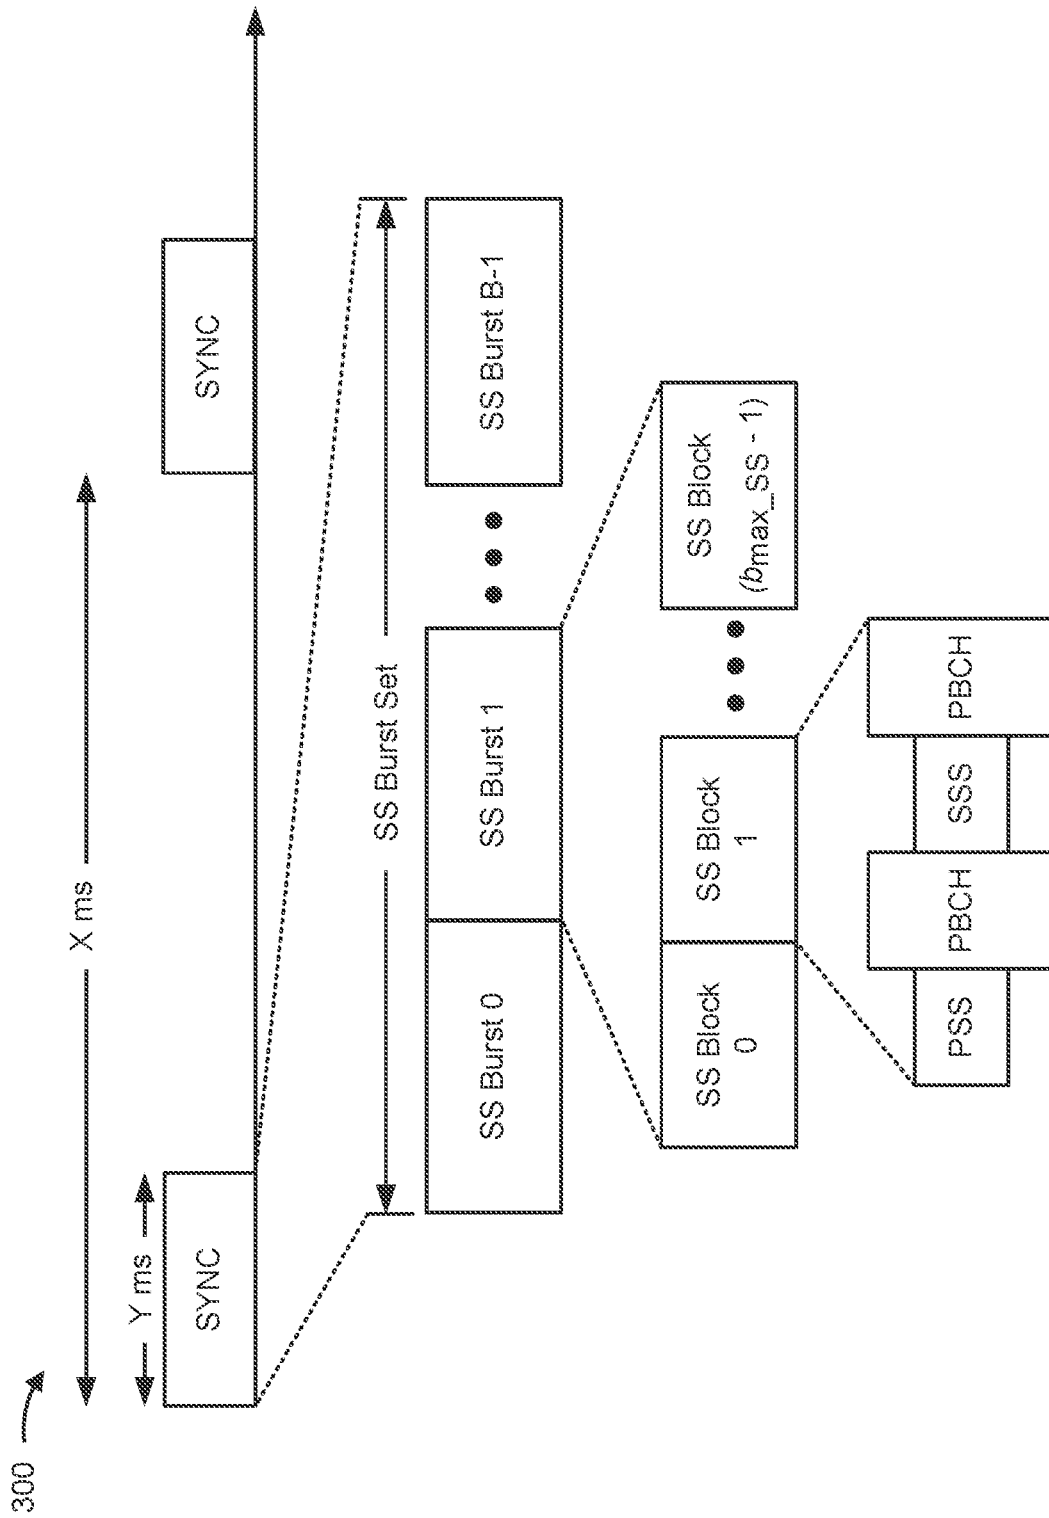 300
X ms
Y ms
SYNC
SYNC
SS Burst Set
SS Burst 0
SS Burst 1
SS Burst B-1
SS Block
0
SS Block
1
SS Block
(bmax_SS - 1)
PSS
PBCH
SSS
PBCH